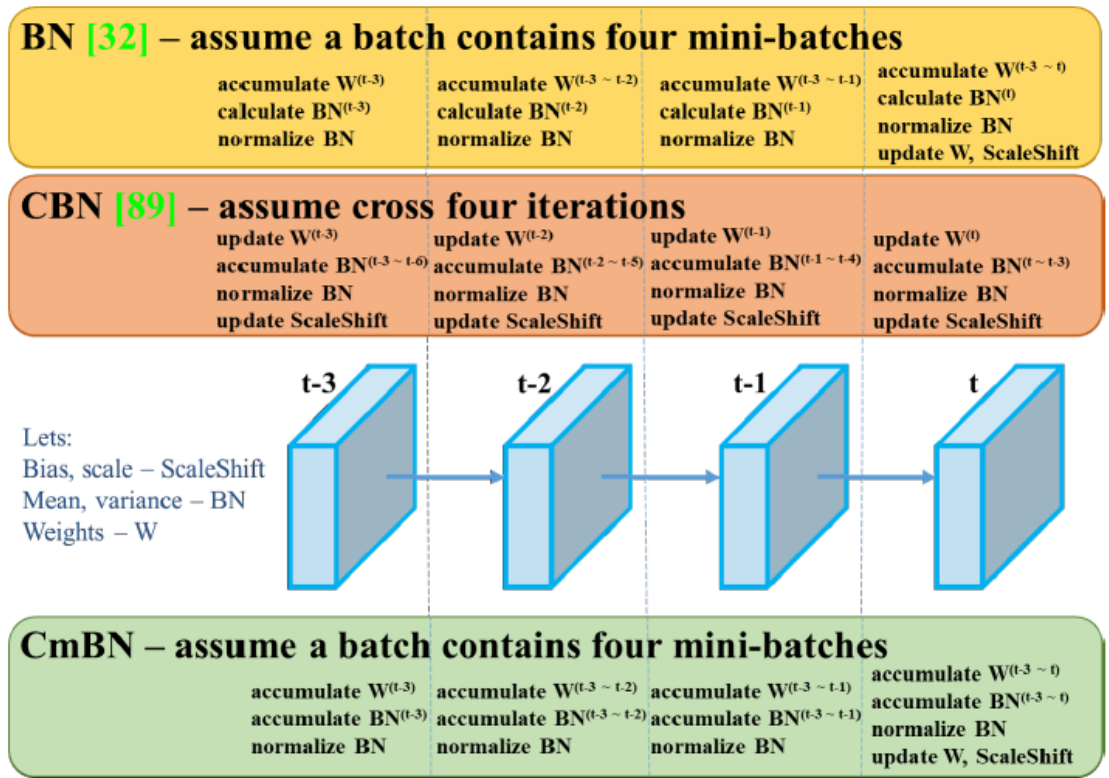 BN [32] – assume a batch contains four mini-batches
accumulate W(t-3)
calculate BN(t-3)
normalize BN
accumulate W(t-3 ~ t-2)
calculate BN(t-2)
normalize BN
accumulate W(t-3 ~ t-1)
calculate BN(t-1)
normalize BN
accumulate W(t-3 ~ t)
calculate BN(t)
normalize BN
update W, ScaleShift
CBN [89] – assume cross four iterations
update W(t-3)
accumulate BN(t-3 ~ t-6)
normalize BN
update ScaleShift
update W(t-2)
accumulate BN(t-2 ~ t-5)
normalize BN
update ScaleShift
update W(t-1)
accumulate BN(t-1 ~ t-4)
normalize BN
update ScaleShift
update W(t)
accumulate BN(t ~ t-3)
normalize BN
update ScaleShift
t-3
t-2
t-1
t
Lets:
Bias, scale – ScaleShift
Mean, variance – BN
Weights – W
CmBN – assume a batch contains four mini-batches
accumulate W(t-3)
accumulate BN(t-3)
normalize BN
accumulate W(t-3 ~ t-2)
accumulate BN(t-3 ~ t-2)
normalize BN
accumulate W(t-3 ~ t-1)
accumulate BN(t-3 ~ t-1)
normalize BN
accumulate W(t-3 ~ t)
accumulate BN(t-3 ~ t)
normalize BN
update W, ScaleShift